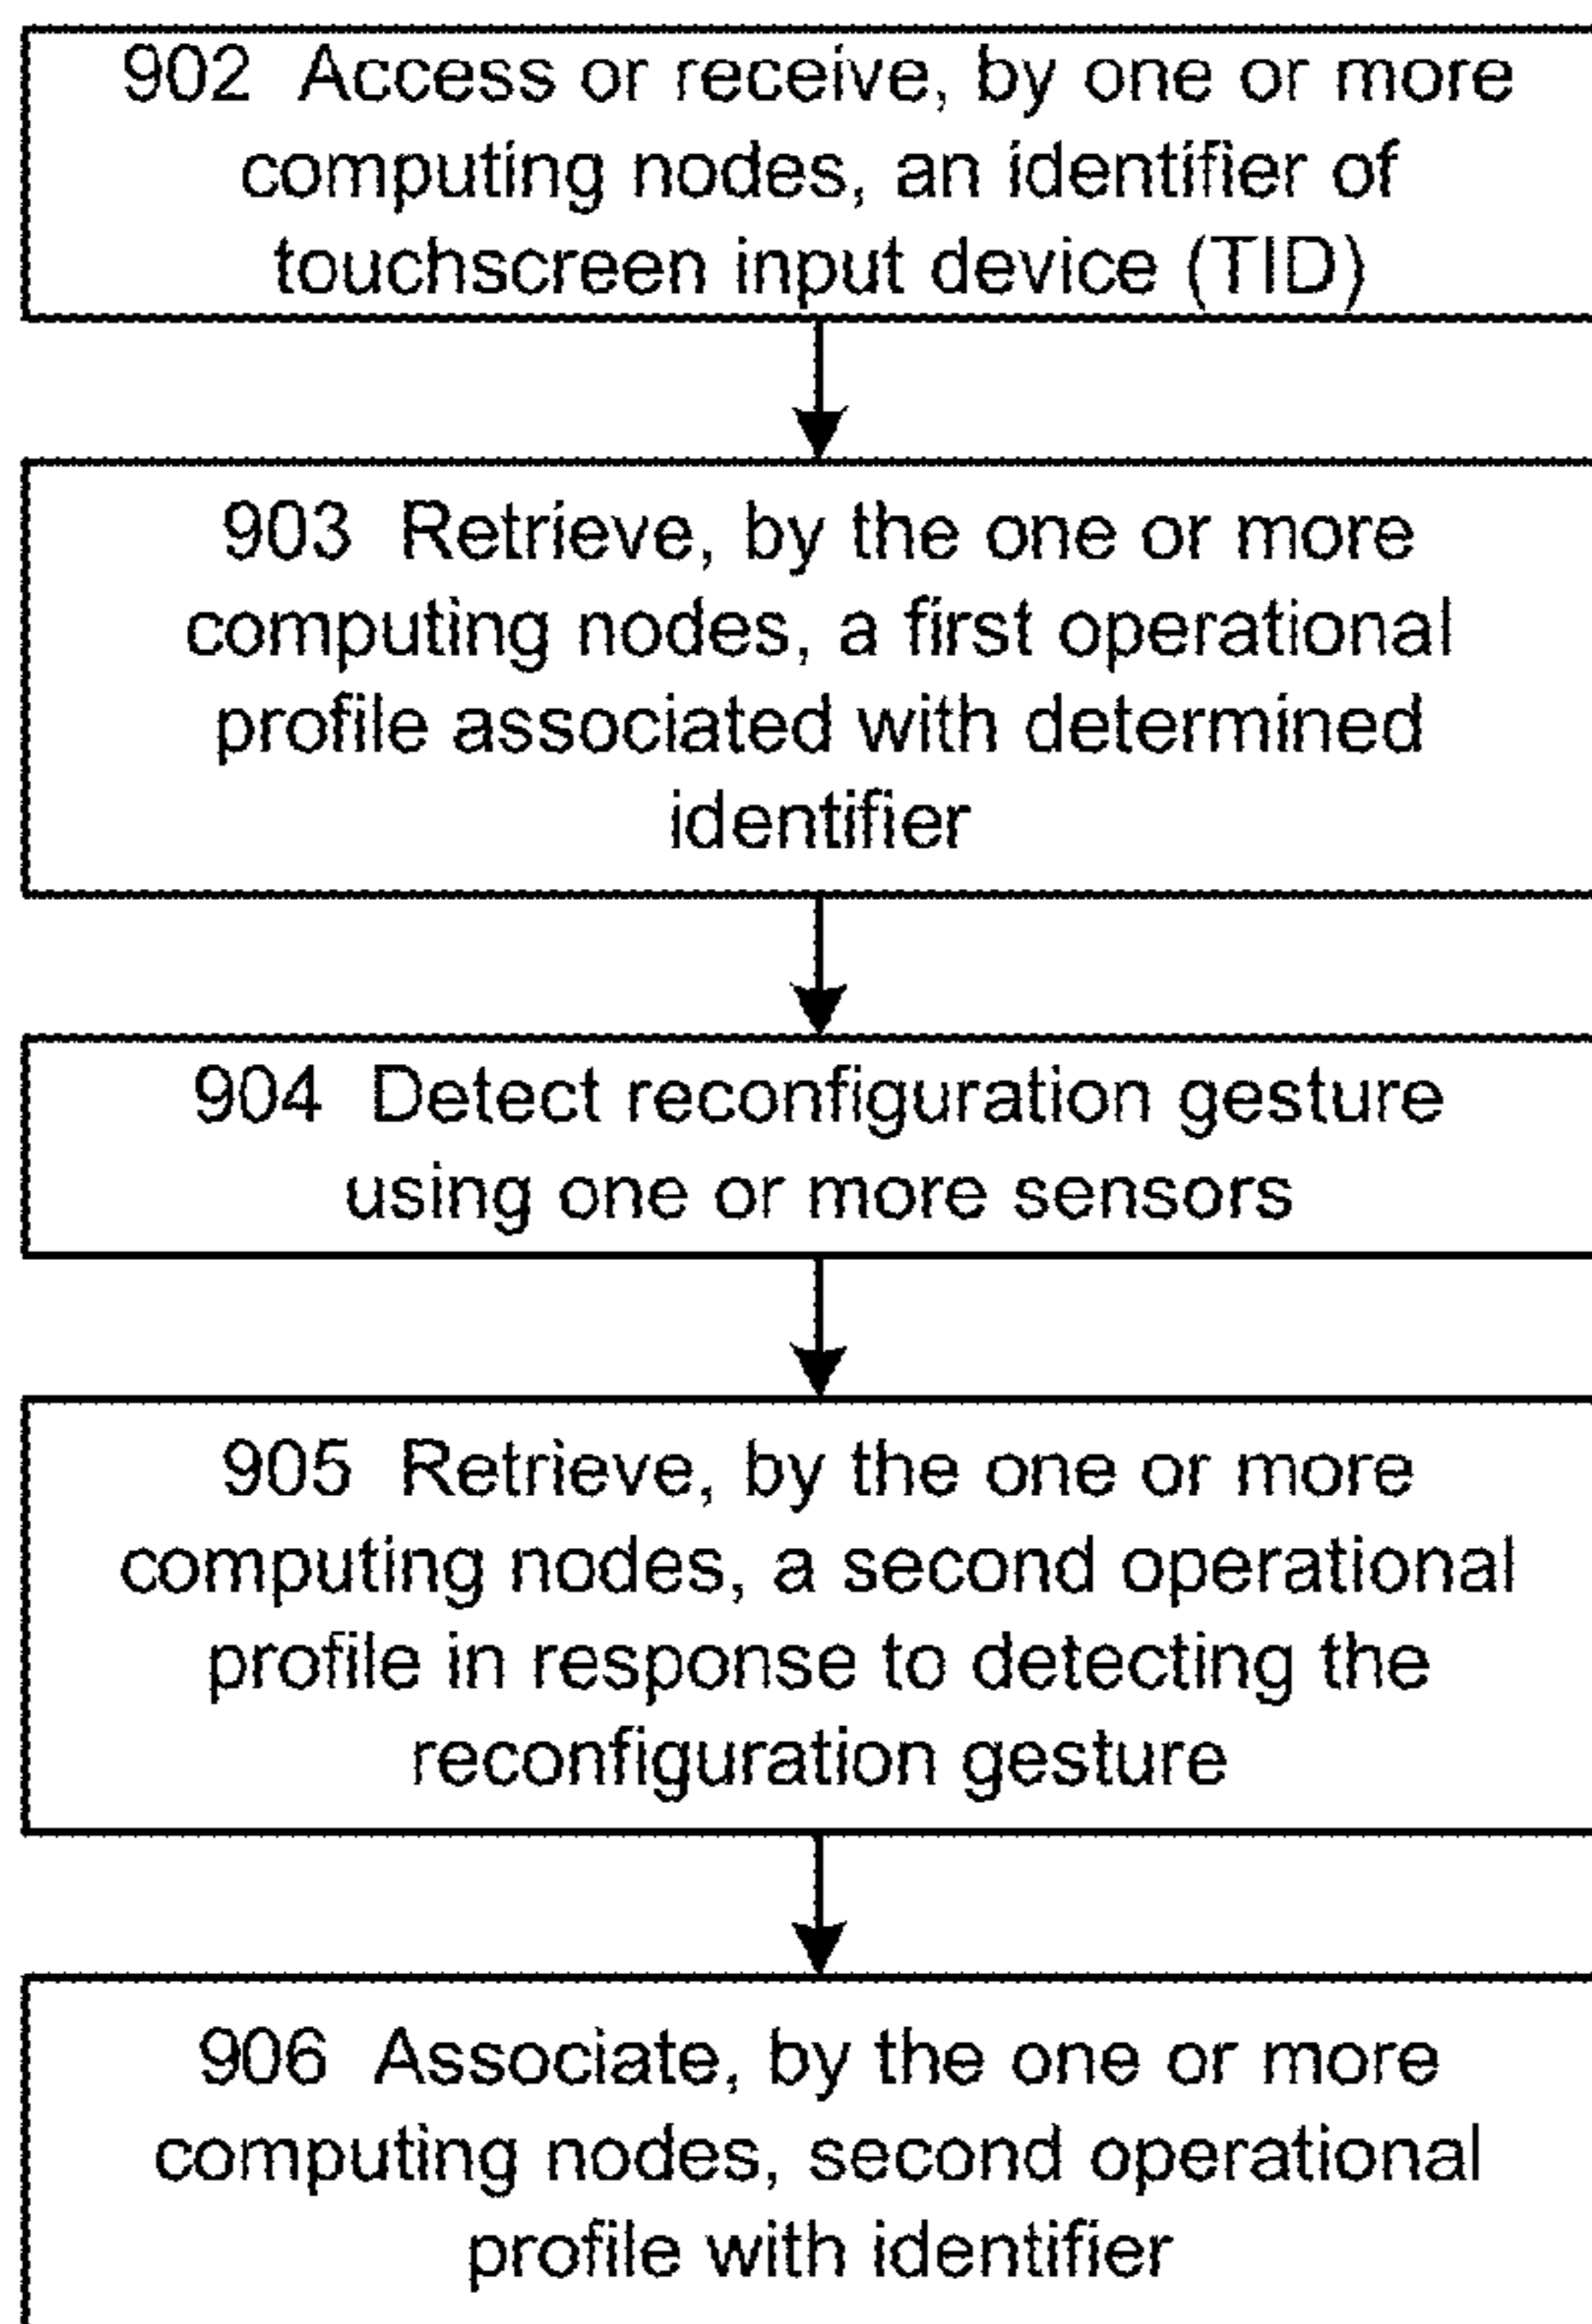 902 Access or receive, by one or more
computing nodes, an identifier of
touchscreen input device (TID)
903 Retrieve, by the one or more
computing nodes, a first operational
profile associated with determined
identifier
904 Detect reconfiguration gesture
using one or more sensors
905 Retrieve, by the one or more
computing nodes, a second operational
profile in response to detecting the
reconfiguration gesture
906 Associate, by the one or more
computing nodes, second operational
profile with identifier